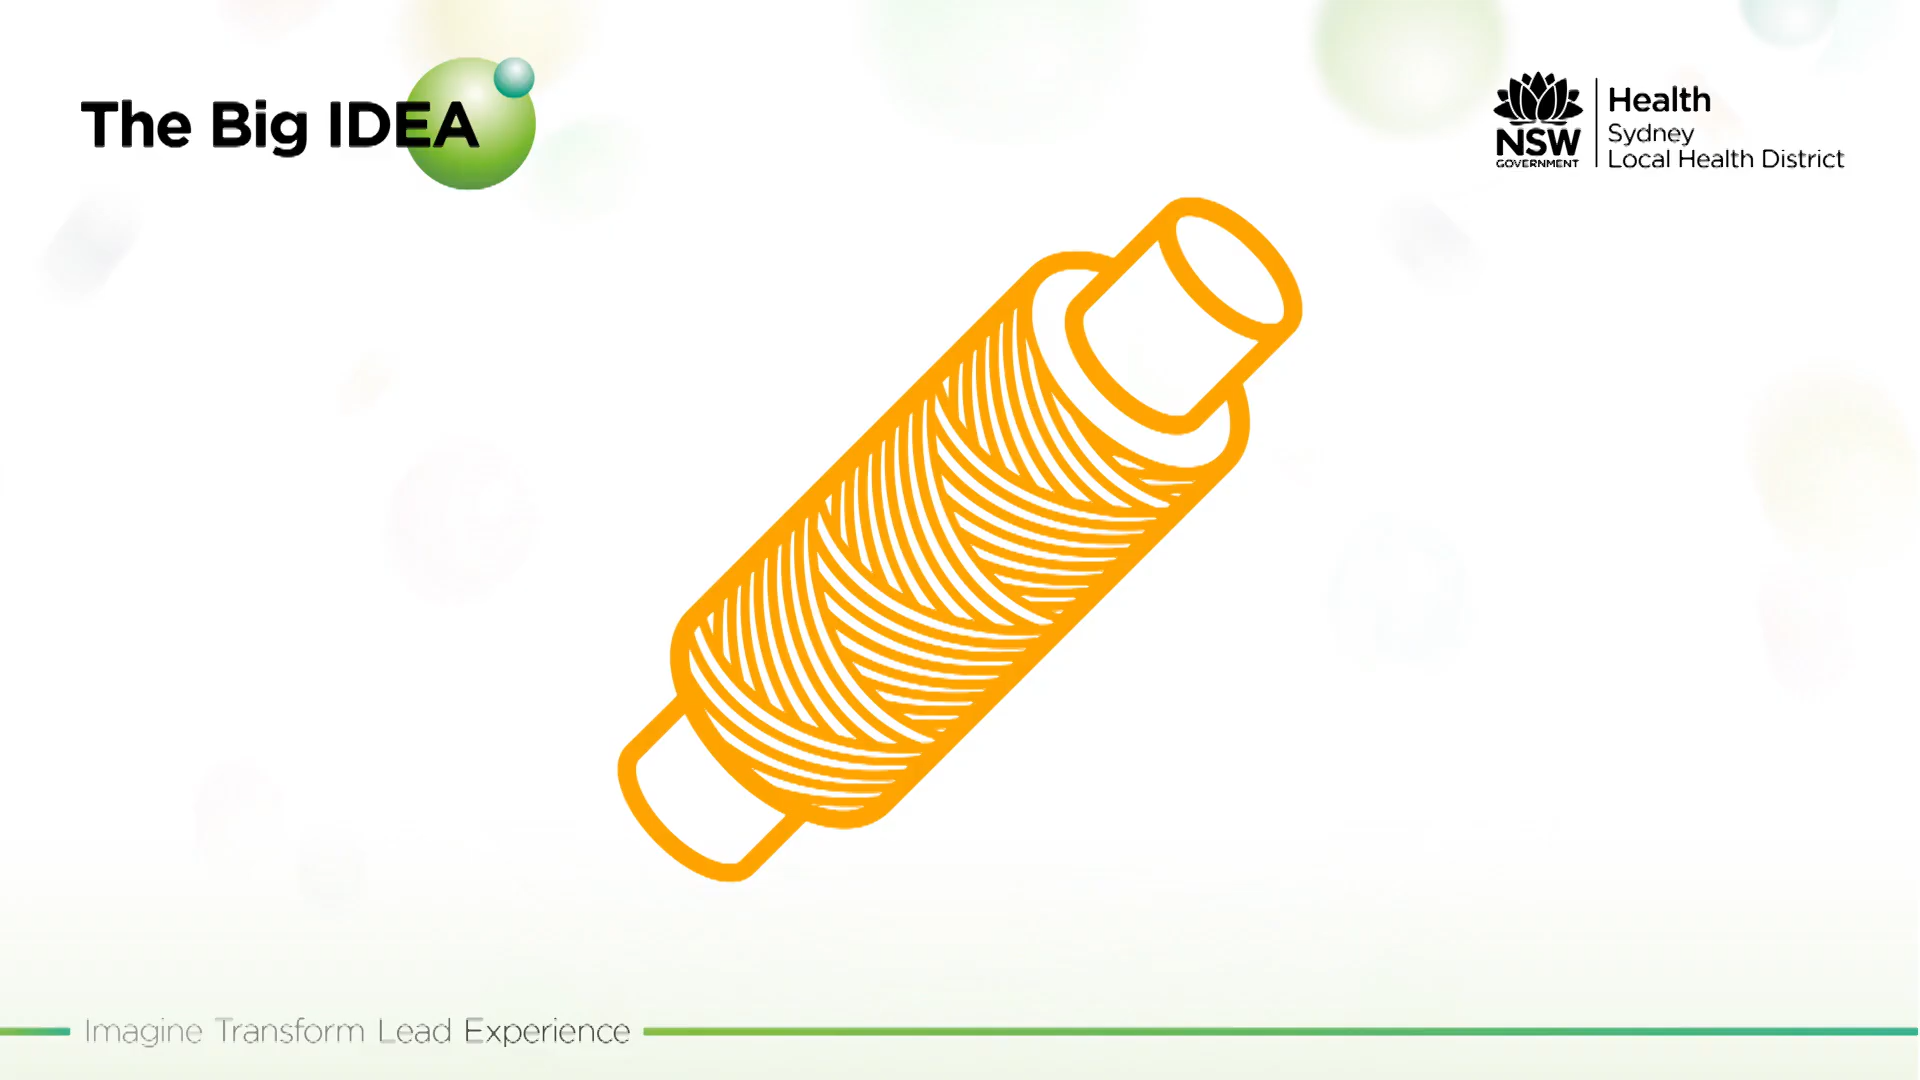 The Big IDEA
NSW
GOVERNMENT
Health
Sydney
Local Health District
Imagine Transform Lead Experience